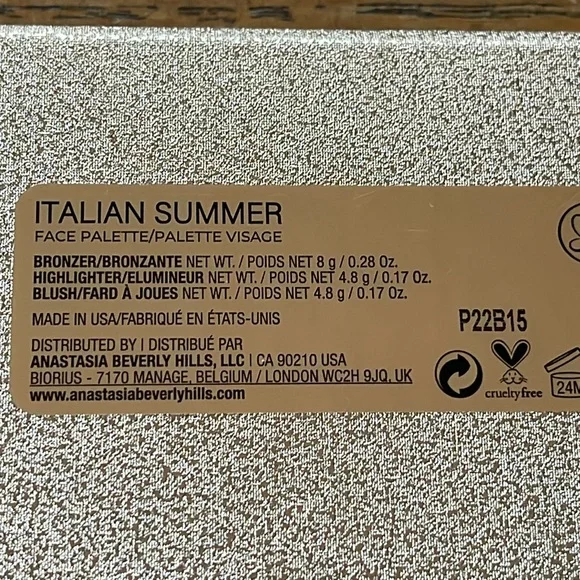 ITALIAN SUMMER
FACE PALETTE/PALETTE VISAGE
BRONZER/BRONZANTE NET WT. / POIDS NET 8 g / 0.28 Oz.
HIGHLIGHTER/ELUMINEUR NET WT. / POIDS NET 4.8 g / 0.17 Oz.
BLUSH/FARD À JOUES NET WT. / POIDS NET 4.8 g / 0.17 Oz.
MADE IN USA/FABRIQUÉ EN ÉTATS-UNIS
P22B15
DISTRIBUTED BY I DISTRIBUÉ PAR
ANASTASIA BEVERLY HILLS, LLC | CA 90210 USA
BIORIUS - 7170 MANAGE, BELGIUM / LONDON WC2H 9JQ, UK
www.anastasiabeverlyhills.com
crueltyfree
24M